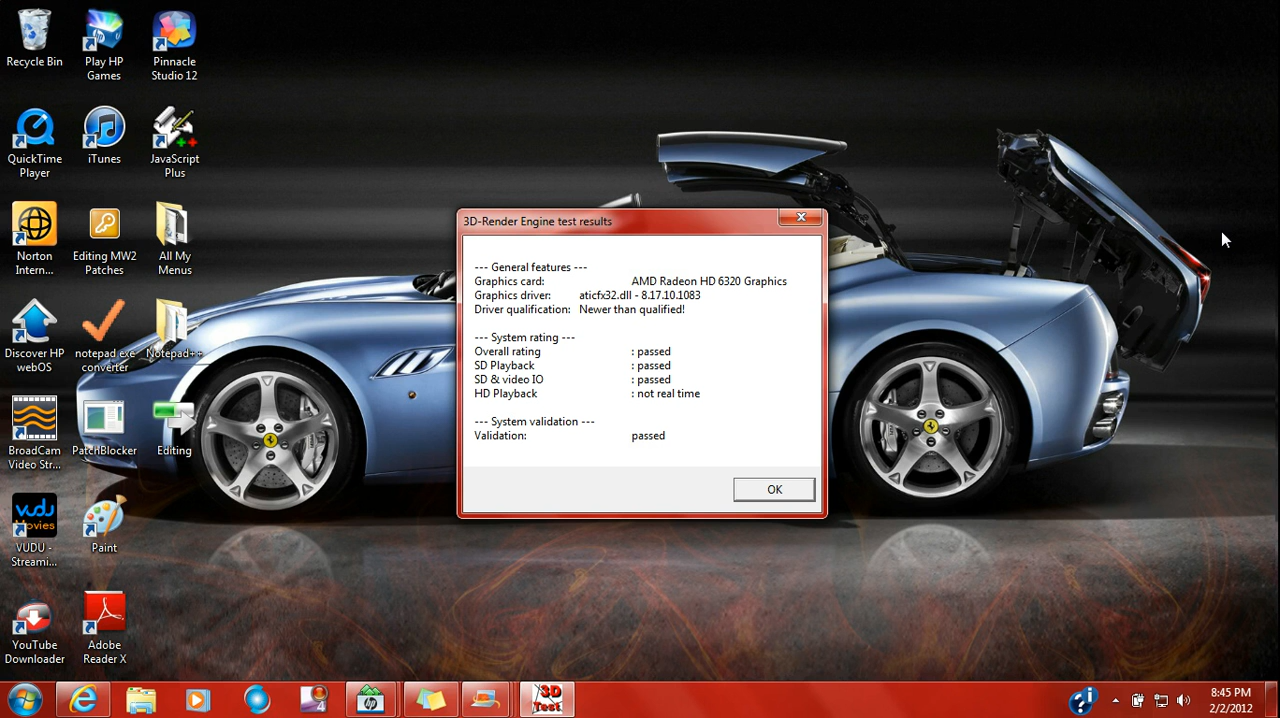 Recycle Bin
Play HP
Games
Pinnacle
Studio 12
QuickTime
Player
iTunes
JavaScript
Plus
Norton
Intern...
Editing MW2
Patches
All My
Menus
Discover HP
webOS
notepad exe
converter
Notepad++
BroadCam
Video Str...
PatchBlocker
Editing
vudu
Movies
VUDU -
Streami...
Paint
YouTube
Downloader
Adobe
Reader X
3D-Render Engine test results
--- General features ---
Graphics card: AMD Radeon HD 6320 Graphics
Graphics driver: aticfx32.dll - 8.17.10.1083
Driver qualification: Newer than qualified!
--- System rating ---
Overall rating : passed
SD Playback : passed
SD & video IO : passed
HD Playback : not real time
--- System validation ---
Validation: passed
OK
4
hp
3D
Test
?
8:45 PM
2/2/2012